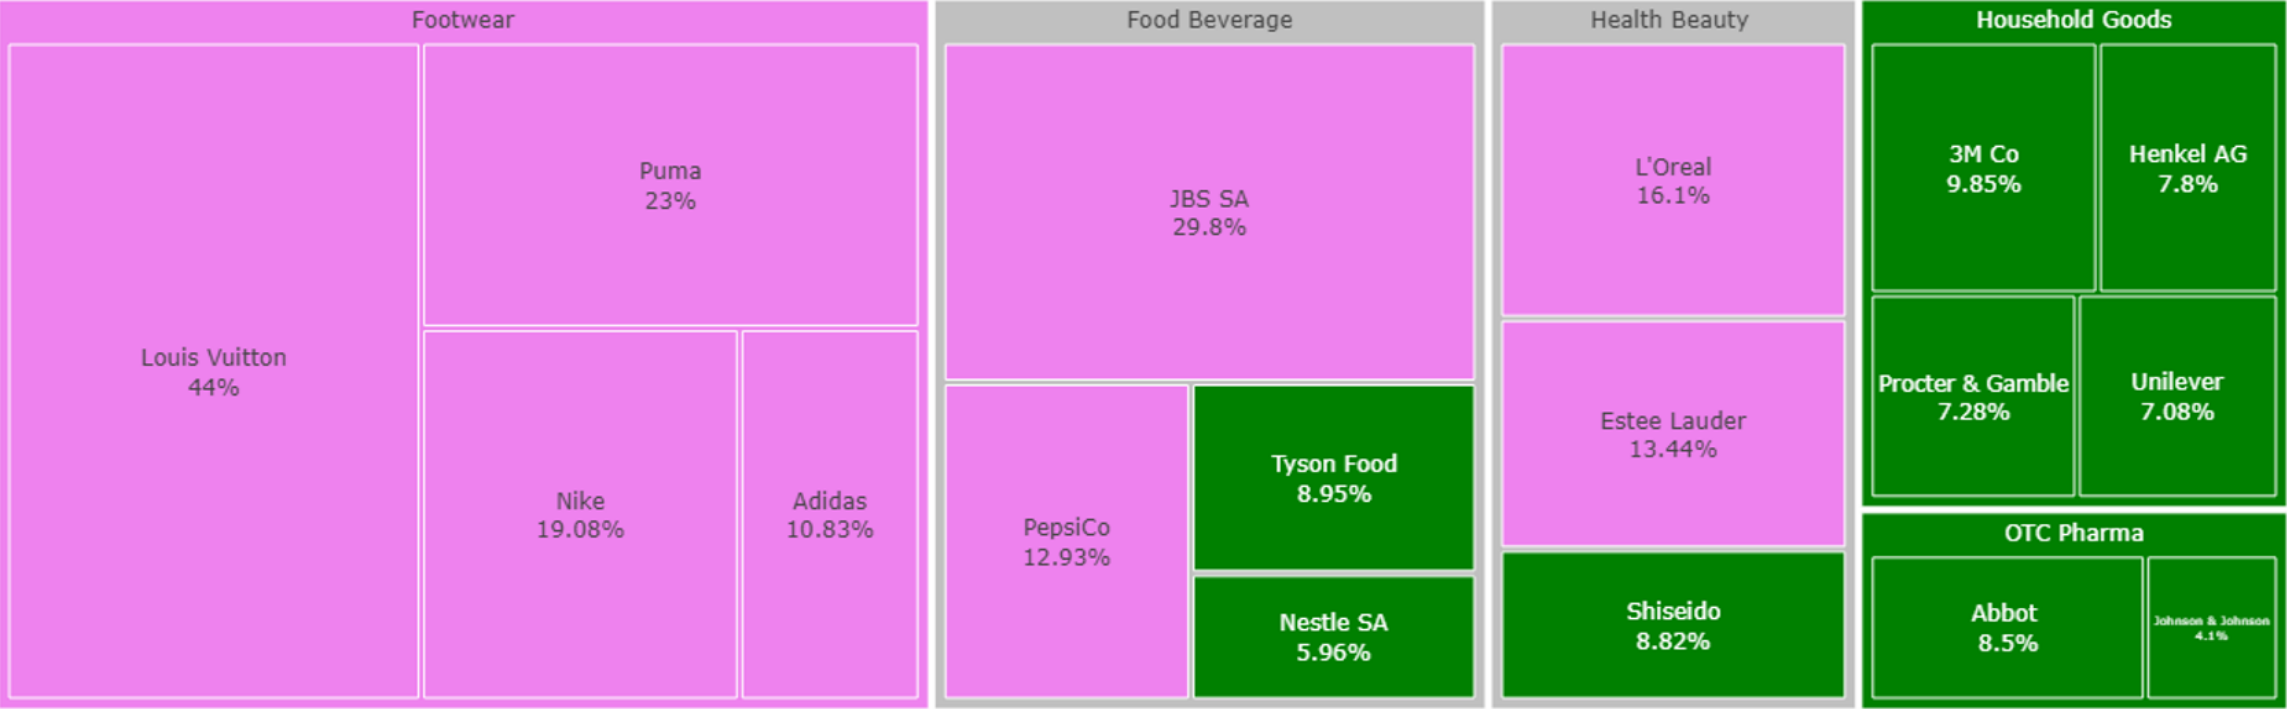 Footwear
Louis Vuitton
44%
Puma
23%
Nike
19.08%
Adidas
10.83%
Food Beverage
JBS SA
29.8%
PepsiCo
12.93%
Tyson Food
8.95%
Nestle SA
5.96%
Health Beauty
L'Oreal
16.1%
Estee Lauder
13.44%
Shiseido
8.82%
Household Goods
3M Co
9.85%
Henkel AG
7.8%
Procter & Gamble
7.28%
Unilever
7.08%
OTC Pharma
Abbot
8.5%
Johnson & Johnson
4.1%